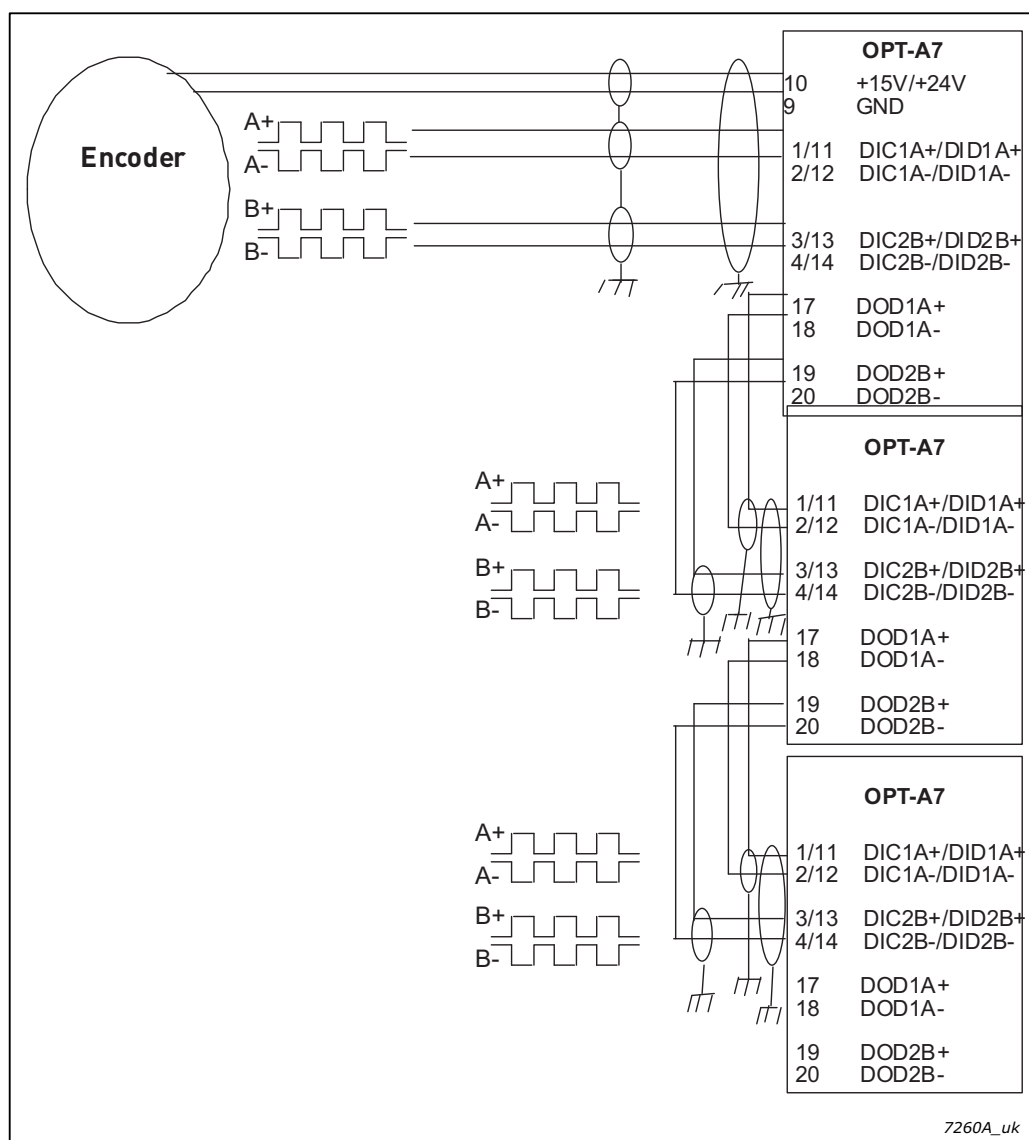 OPT-A7
10 +15V/+24V
9 GND
Encoder
A+
A-
1/11 DIC1A+/DID1A+
2/12 DIC1A-/DID1A-
B+
B-
3/13 DIC2B+/DID2B+
4/14 DIC2B-/DID2B-
17 DOD1A+
18 DOD1A-
19 DOD2B+
20 DOD2B-
OPT-A7
A+
A-
1/11 DIC1A+/DID1A+
2/12 DIC1A-/DID1A-
B+
B-
3/13 DIC2B+/DID2B+
4/14 DIC2B-/DID2B-
17 DOD1A+
18 DOD1A-
19 DOD2B+
20 DOD2B-
OPT-A7
A+
A-
1/11 DIC1A+/DID1A+
2/12 DIC1A-/DID1A-
B+
B-
3/13 DIC2B+/DID2B+
4/14 DIC2B-/DID2B-
17 DOD1A+
18 DOD1A-
19 DOD2B+
20 DOD2B-
7260A_uk